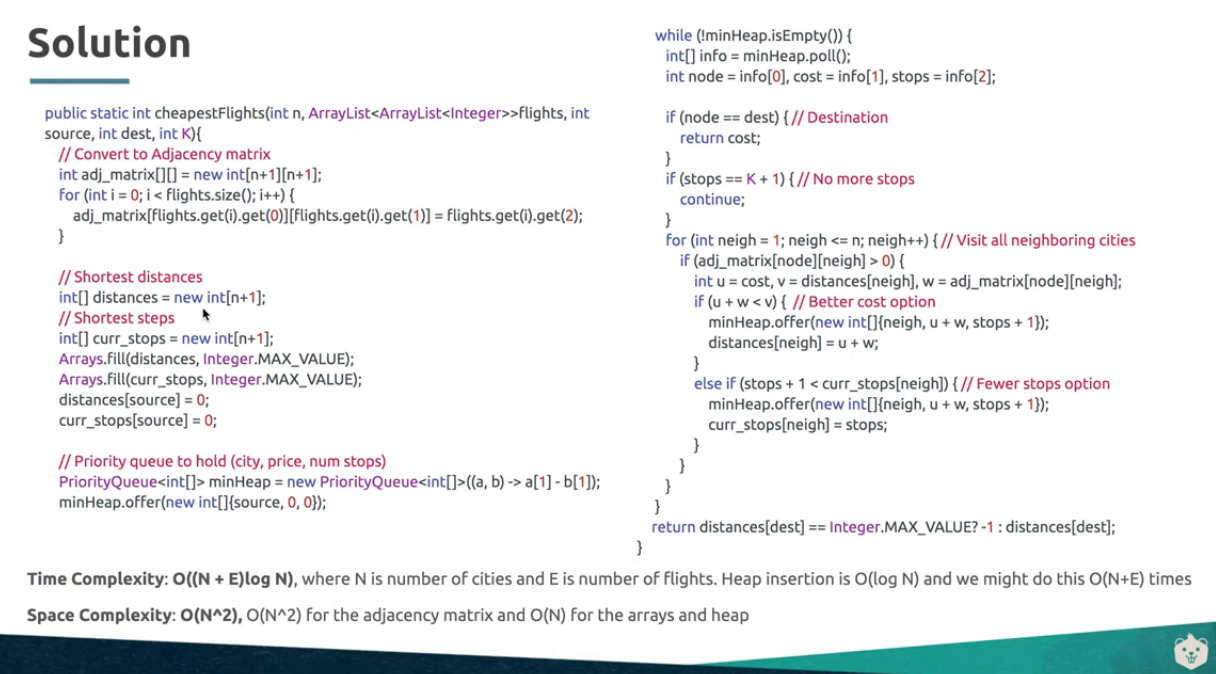 Solution
public static int cheapestFlights(int n, ArrayList<ArrayList<Integer>>flights, int
source, int dest, int K){
// Convert to Adjacency matrix
int adj_matrix[][] = new int[n+1][n+1];
for (int i = 0; i < flights.size(); i++) {
adj_matrix[flights.get(i).get(0)][flights.get(i).get(1)] = flights.get(i).get(2);
}
// Shortest distances
int[] distances = new int[n+1];
// Shortest steps
int[] curr_stops = new int[n+1];
Arrays.fill(distances, Integer.MAX_VALUE);
Arrays.fill(curr_stops, Integer.MAX_VALUE);
distances[source] = 0;
curr_stops[source] = 0;
// Priority queue to hold (city, price, num stops)
PriorityQueue<int[]> minHeap = new PriorityQueue<int[]>((a, b) -> a[1] - b[1]);
minHeap.offer(new int[]{source, 0, 0});
while (!minHeap.isEmpty()) {
int[] info = minHeap.poll();
int node = info[0], cost = info[1], stops = info[2];
if (node == dest) { // Destination
return cost;
}
if (stops == K + 1) { // No more stops
continue;
}
for (int neigh = 1; neigh <= n; neigh++) { // Visit all neighboring cities
if (adj_matrix[node][neigh] > 0) {
int u = cost, v = distances[neigh], w = adj_matrix[node][neigh];
if (u + w < v) { // Better cost option
minHeap.offer(new int[]{neigh, u + w, stops + 1});
distances[neigh] = u + w;
}
else if (stops + 1 < curr_stops[neigh]) { // Fewer stops option
minHeap.offer(new int[]{neigh, u + w, stops + 1});
curr_stops[neigh] = stops;
}
}
}
}
return distances[dest] == Integer.MAX_VALUE? -1 : distances[dest];
}
Time Complexity: O((N + E)log N), where N is number of cities and E is number of flights. Heap insertion is O(log N) and we might do this O(N+E) times
Space Complexity: O(N^2), O(N^2) for the adjacency matrix and O(N) for the arrays and heap